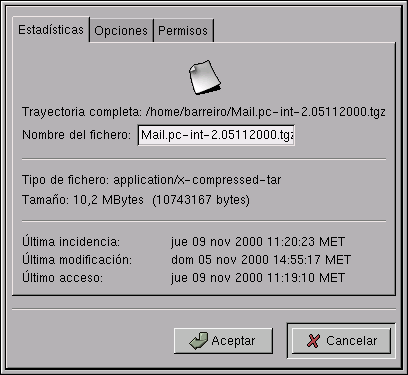 Estadísticas Opciones Permisos
Trayectoria completa: /home/barreiro/Mail.pc-int-2.05112000.tgz
Nombre del fichero: Mail.pc-int-2.05112000.tgz
Tipo de fichero: application/x-compressed-tar
Tamaño: 10,2 MBytes (10743167 bytes)
Última incidencia: jue 09 nov 2000 11:20:23 MET
Última modificación: dom 05 nov 2000 14:55:17 MET
Último acceso: jue 09 nov 2000 11:19:10 MET
Aceptar Cancelar